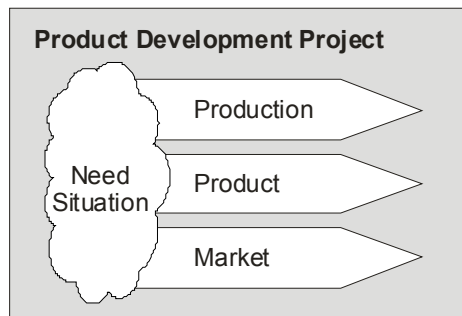 Product Development Project
Production
Need
Situation
Product
Market